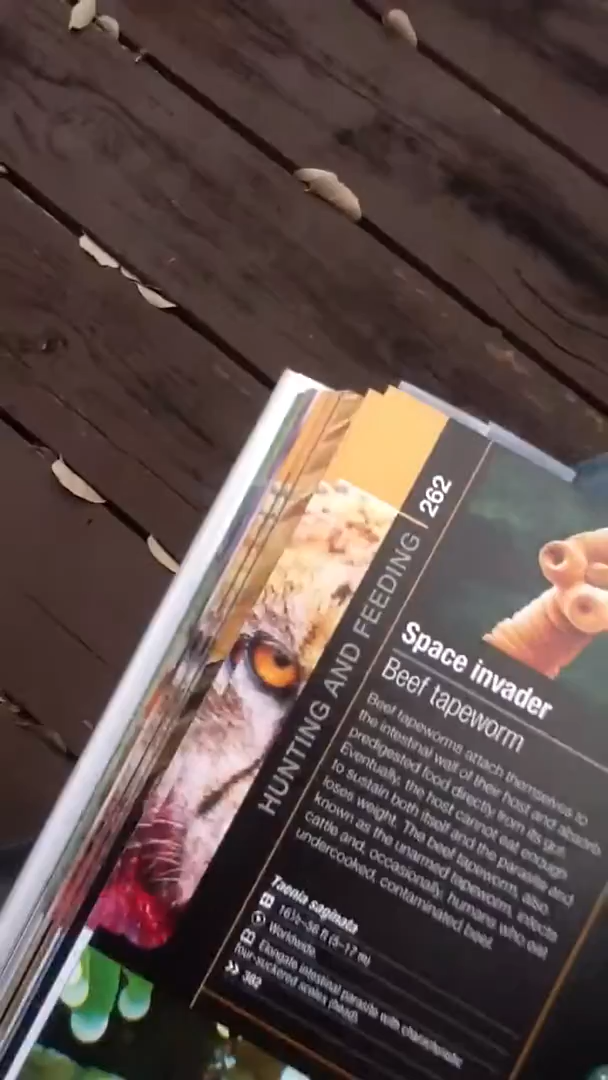 HUNTING AND FEEDING | 262
Space invader
Beef tapeworm
Beef tapeworms attach themselves to
the intestinal wall of their host and absorb
predigested food directly from its gut.
Eventually, the host cannot eat enough
to sustain both itself and the parasite and
loses weight. The beef tapeworm, also
known as the unarmed tapeworm, infects
cattle and, occasionally, humans who eat
undercooked, contaminated beef.
Taenia saginata
16½–56 ft (5–17 m)
Worldwide.
Elongate intestinal parasite with characteristic
four-suckered scolex (head).
>> 382